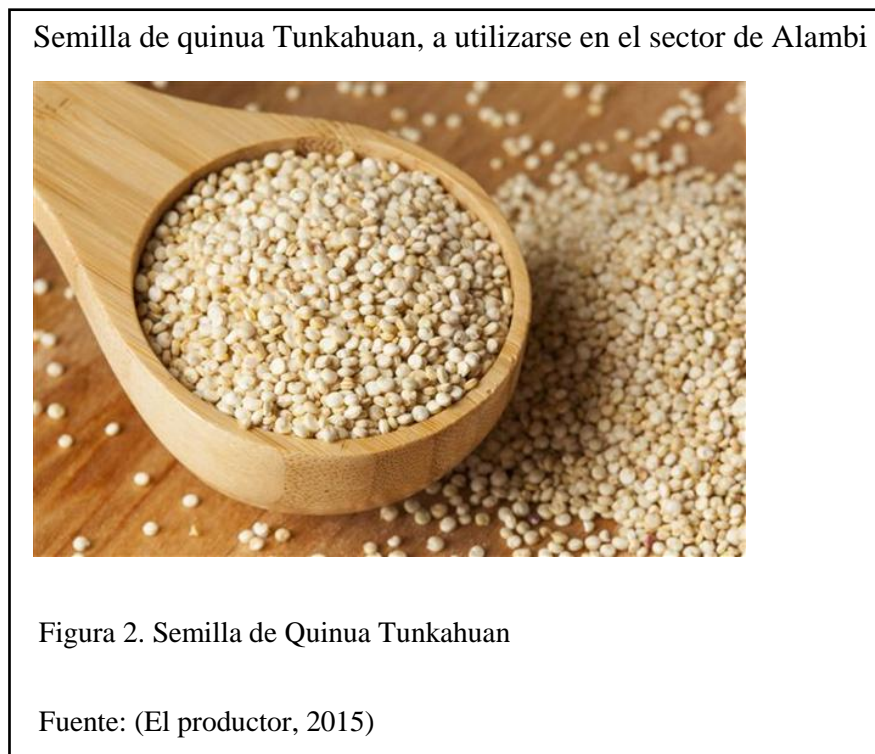 Semilla de quinua Tunkahuan, a utilizarse en el sector de Alambi
Figura 2. Semilla de Quinua Tunkahuan
Fuente: (El productor, 2015)